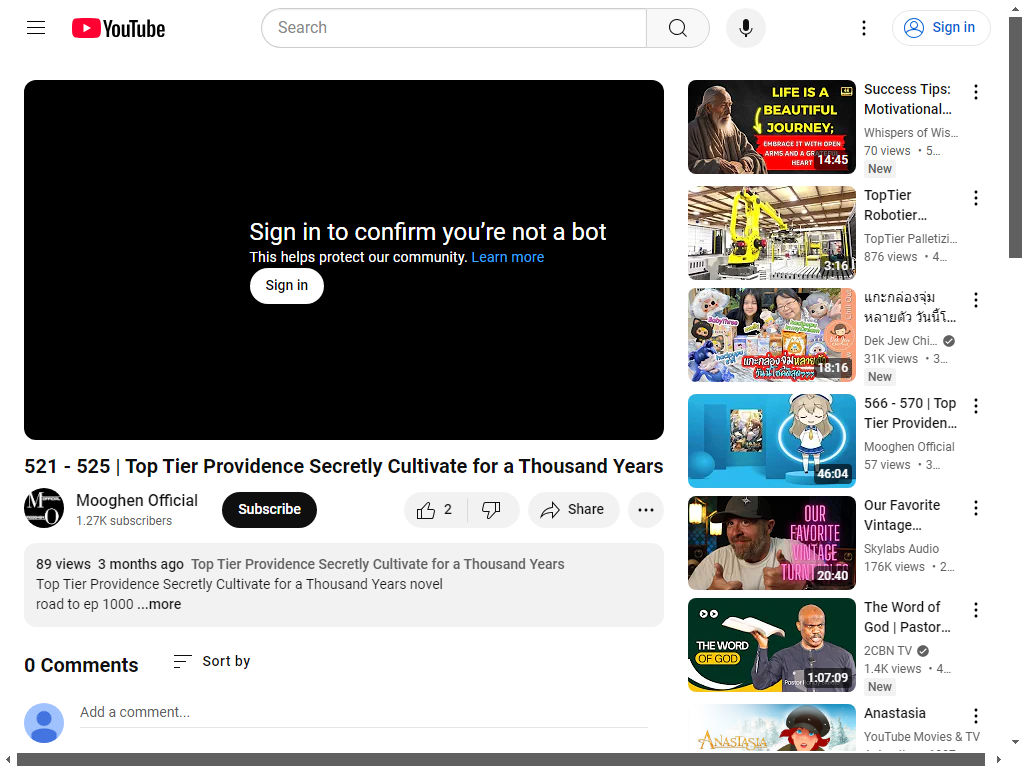 YouTube
Search
Sign in
Sign in to confirm you’re not a bot
This helps protect our community. Learn more
Sign in
521 - 525 | Top Tier Providence Secretly Cultivate for a Thousand Years
Mooghen Official
1.27K subscribers
Subscribe
2
Share
89 views 3 months ago Top Tier Providence Secretly Cultivate for a Thousand Years
Top Tier Providence Secretly Cultivate for a Thousand Years novel
road to ep 1000 ...more
0 Comments
Sort by
Add a comment...
LIFE IS A
BEAUTIFUL
JOURNEY;
EMBRACE IT WITH OPEN
ARMS AND A GRATEFUL
HEART
14:45
Success Tips:
Motivational...
Whispers of Wis...
70 views • 5...
New
3:16
TopTier
Robotier...
TopTier Palletizi...
876 views • 4...
BabyThree
แกะกล่องจุ่มหลายตัว
วันนี้โชคดีสุดๆ
18:16
แกะกล่องจุ่ม
หลายตัว วันนี้โ...
Dek Jew Chi...
31K views • 3...
New
46:04
566 - 570 | Top
Tier Providen...
Mooghen Official
57 views • 3...
OUR
FAVORITE
VINTAGE
TURNTABLES
20:40
Our Favorite
Vintage...
Skylabs Audio
176K views • 2...
THE WORD
OF GOD
1:07:09
The Word of
God | Pastor...
2CBN TV
1.4K views • 4...
New
ANASTASIA
Anastasia
YouTube Movies & TV